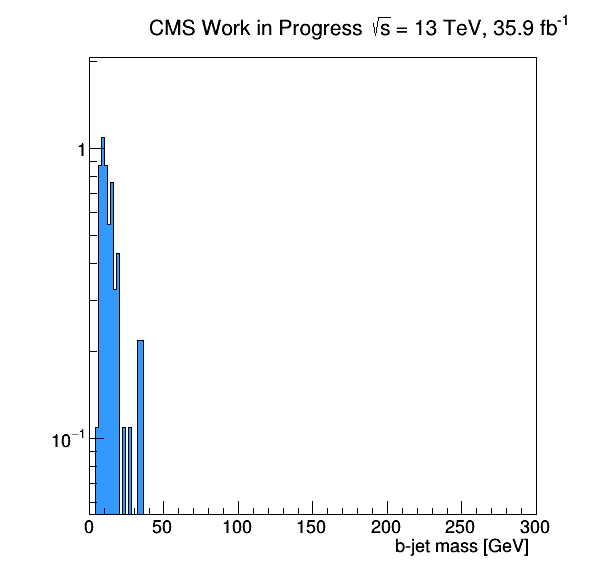 CMS Work in Progress √s = 13 TeV, 35.9 fb⁻¹
1
10⁻¹
0 50 100 150 200 250 300
b-jet mass [GeV]